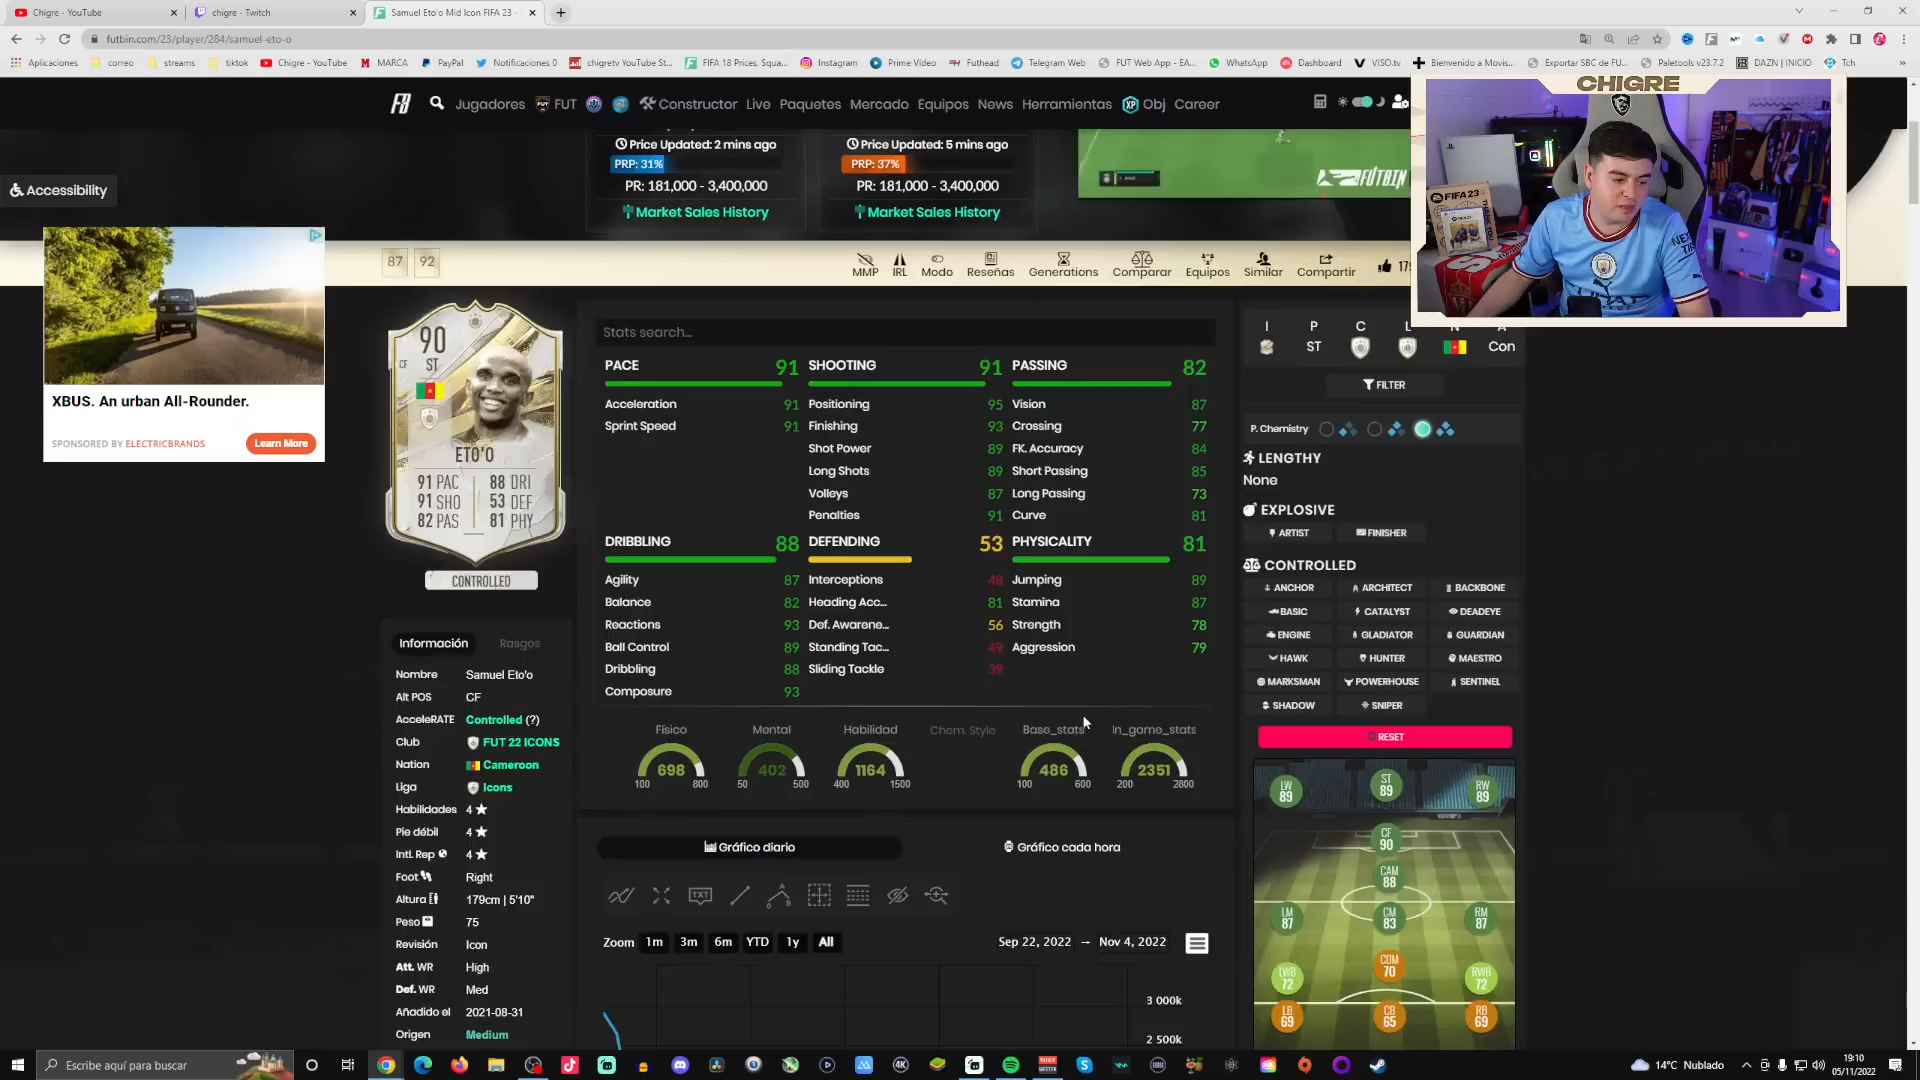 Chigre - YouTube
chigre - Twitch
Samuel Eto'o Mid Icon FIFA 23 -
futbin.com/23/player/284/samuel-eto-o
Aplicaciones correo streams tiktok Chigre - YouTube MARCA PayPal Notificaciones 0 chigretv YouTube St... FIFA 18 Prices, Squa... Instagram Prime Video Futhead Telegram Web FUT Web App - EA... WhatsApp Dashboard VISO.tv Bienvenido a Movis... Exportar SBC de FU... Paletools v23.7.2 DAZN | INICIO Tch
Jugadores FUT Constructor Live Paquetes Mercado Equipos News Herramientas Obj Career
CHIGRE
Price Updated: 2 mins ago
PRP: 31%
PR: 181,000 - 3,400,000
Market Sales History
Price Updated: 5 mins ago
PRP: 37%
PR: 181,000 - 3,400,000
Market Sales History
FUTBIN
Accessibility
87 92
MMP IRL Modo Reseñas Generations Comparar Equipos Similar Compartir
XBUS. An urban All-Rounder.
SPONSORED BY ELECTRICBRANDS
Learn More
90
CF ST
ETO'O
91 PAC 88 DRI
91 SHO 53 DEF
82 PAS 81 PHY
CONTROLLED
Stats search...
PACE 91
Acceleration 91
Sprint Speed 91
SHOOTING 91
Positioning 95
Finishing 93
Shot Power 89
Long Shots 89
Volleys 87
Penalties 91
PASSING 82
Vision 87
Crossing 77
FK. Accuracy 84
Short Passing 85
Long Passing 73
Curve 81
DRIBBLING 88
Agility 87
Balance 82
Reactions 93
Ball Control 89
Dribbling 88
Composure 93
DEFENDING 53
Interceptions 48
Heading Acc... 81
Def. Awarene... 56
Standing Tac... 49
Sliding Tackle 39
PHYSICALITY 81
Jumping 89
Stamina 87
Strength 78
Aggression 79
Físico 698 100 800
Mental 402 50 500
Habilidad 1164 400 1500
Chem. Style
Base_stats 486 100 600
In_game_stats 2351 200 2800
Información Rasgos
Nombre Samuel Eto'o
Alt POS CF
AcceleRATE Controlled (?)
Club FUT 22 ICONS
Nation Cameroon
Liga Icons
Habilidades 4
Pie débil 4
Intl. Rep 4
Foot Right
Altura 179cm | 5'10"
Peso 75
Revisión Icon
Att. WR High
Def. WR Med
Añadido el 2021-08-31
Origen Medium
Gráfico diario
Gráfico cada hora
Zoom 1m 3m 6m YTD 1y All
Sep 22, 2022 → Nov 4, 2022
3 000k
2 500k
I P C
ST Con
FILTER
P. Chemistry
LENGTHY
None
EXPLOSIVE
ARTIST FINISHER
CONTROLLED
ANCHOR ARCHITECT BACKBONE
BASIC CATALYST DEADEYE
ENGINE GLADIATOR GUARDIAN
HAWK HUNTER MAESTRO
MARKSMAN POWERHOUSE SENTINEL
SHADOW SNIPER
RESET
LW 89
ST 89
RW 89
CF 90
CAM 88
LM 87
CM 83
RM 87
CDM 70
LWB 72
RWB 72
LB 69
CB 65
RB 69
Escribe aquí para buscar
14°C Nublado
19:10
05/11/2022